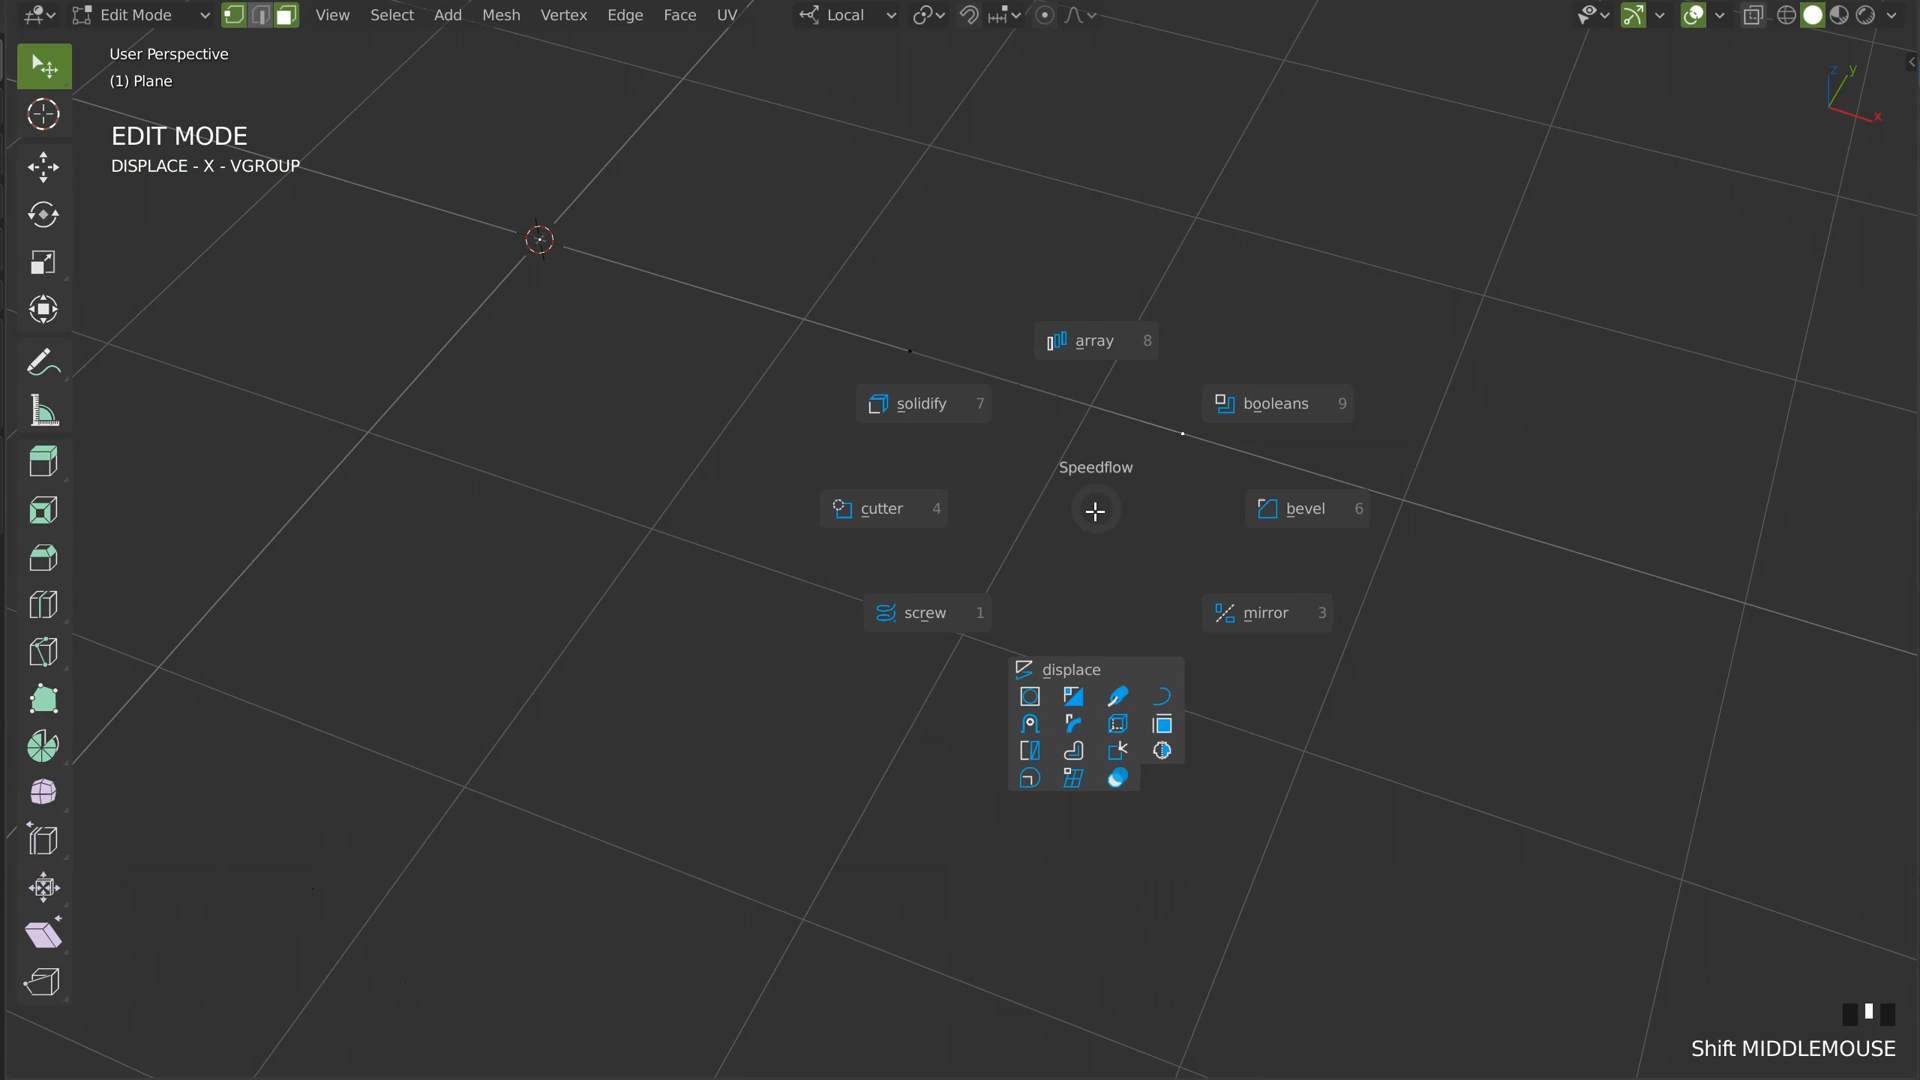 Edit Mode View Select Add Mesh Vertex Edge Face UV Local
User Perspective
(1) Plane
EDIT MODE
DISPLACE - X - VGROUP
z y
x
array 8
solidify 7
booleans 9
Speedflow
cutter 4
bevel 6
screw 1
mirror 3
displace
Shift MIDDLEMOUSE